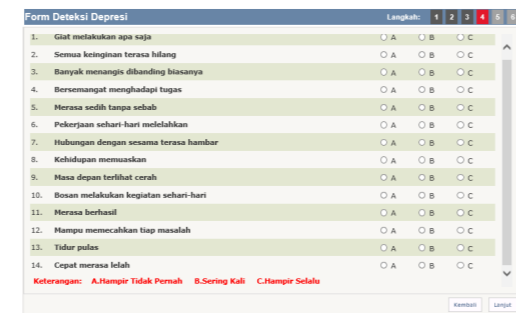 Form Deteksi Depresi Langkah: 1 2 3 4 5 6
1. Giat melakukan apa saja A B C
2. Semua keinginan terasa hilang A B C
3. Banyak menangis dibanding biasanya A B C
4. Bersemangat menghadapi tugas A B C
5. Merasa sedih tanpa sebab A B C
6. Pekerjaan sehari-hari melelahkan A B C
7. Hubungan dengan sesama terasa hambar A B C
8. Kehidupan memuaskan A B C
9. Masa depan terlihat cerah A B C
10. Bosan melakukan kegiatan sehari-hari A B C
11. Merasa berhasil A B C
12. Mampu memecahkan tiap masalah A B C
13. Tidur pulas A B C
14. Cepat merasa lelah A B C
Keterangan: A.Hampir Tidak Pernah B.Sering Kali C.Hampir Selalu
Kembali Lanjut